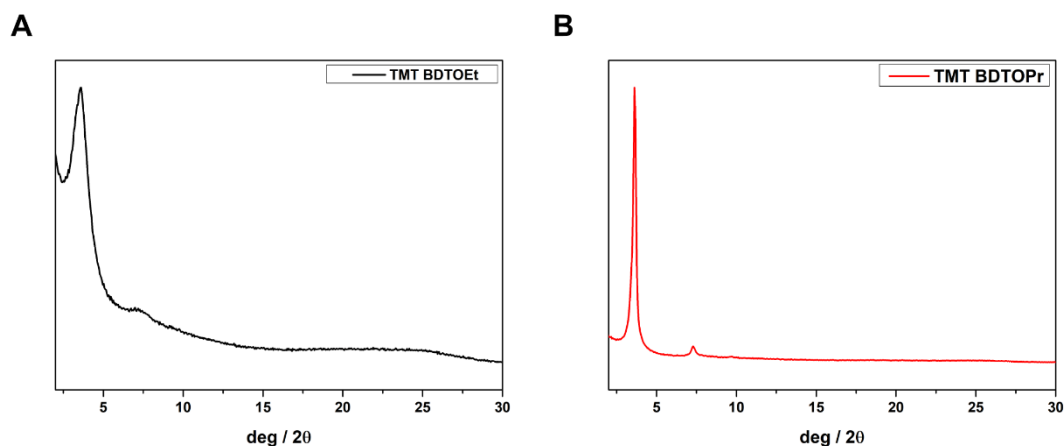 A
B
TMT BDTOEt
TMT BDTOPr
5 10 15 20 25 30
5 10 15 20 25 30
deg / 2θ
deg / 2θ